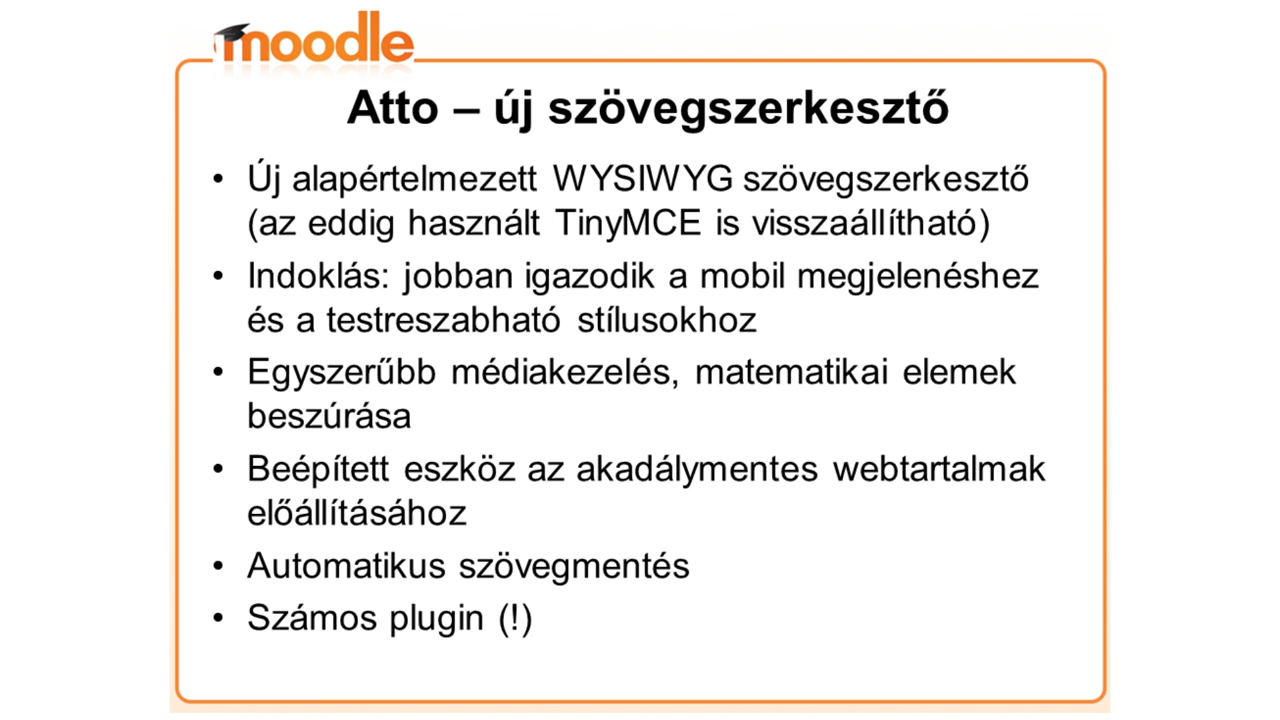 moodle
Atto – új szövegszerkesztő
• Új alapértelmezett WYSIWYG szövegszerkesztő
(az eddig használt TinyMCE is visszaállítható)
• Indoklás: jobban igazodik a mobil megjelenéshez
és a testreszabható stílusokhoz
• Egyszerűbb médiakezelés, matematikai elemek
beszúrása
• Beépített eszköz az akadálymentes webtartalmak
előállításához
• Automatikus szövegmentés
• Számos plugin (!)